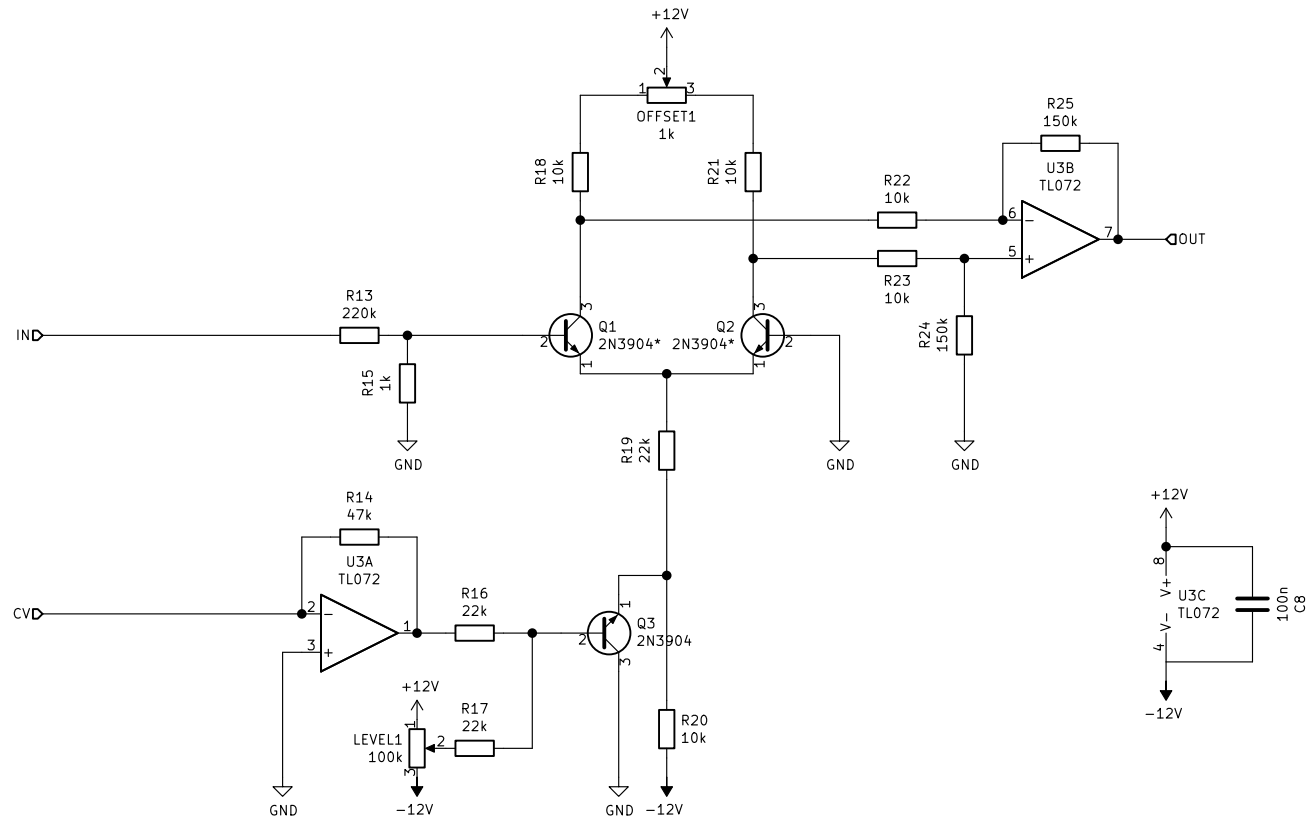 +12V
2
1
3
OFFSET1
1k
R18
10k
R21
10k
R25
150k
U3B
TL072
R22
10k
6
−
7
OUT
5
+
R23
10k
R24
150k
GND
R13
220k
IN
R15
1k
GND
3
Q1
2N3904*
2
1
3
Q2
2N3904*
2
1
GND
R19
22k
R14
47k
U3A
TL072
CV
2
−
1
3
+
GND
R16
22k
1
Q3
2N3904
2
3
GND
+12V
1
LEVEL1
100k
2
3
−12V
R17
22k
R20
10k
−12V
+12V
8
V+
U3C
TL072
V−
4
−12V
100n
C8